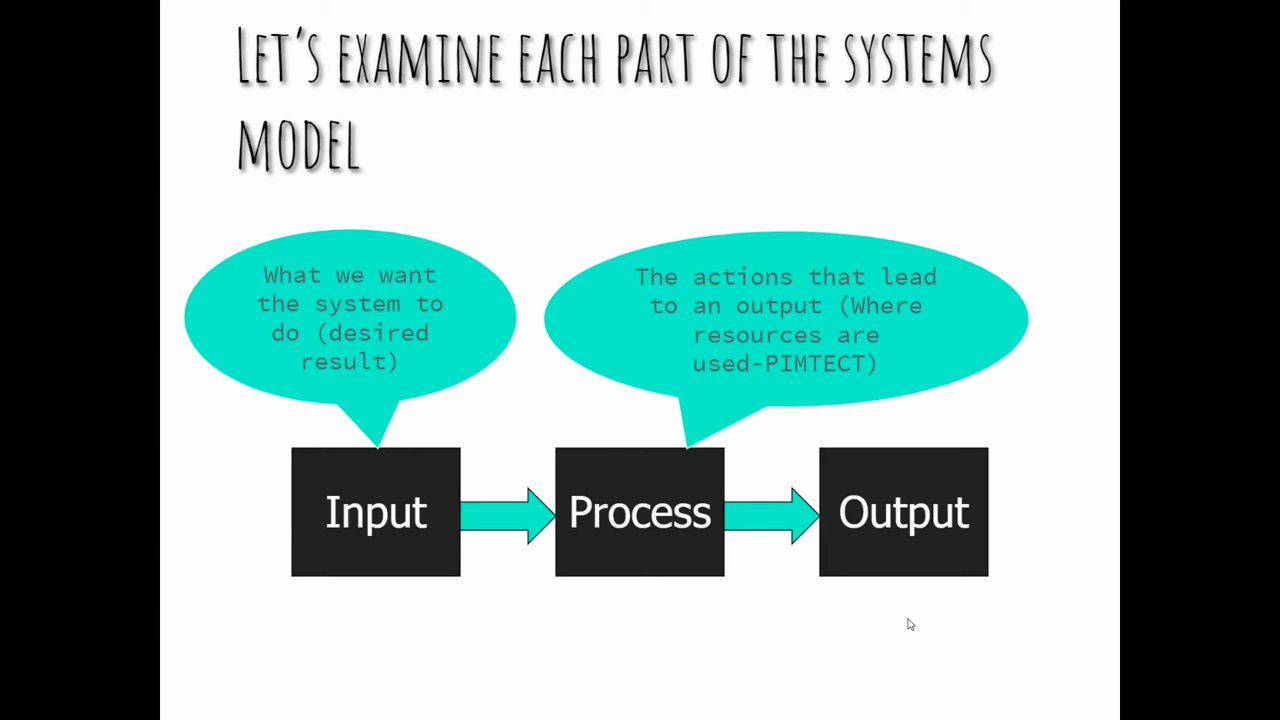 LET'S EXAMINE EACH PART OF THE SYSTEMS
MODEL
What we want
the system to
do (desired
result)
The actions that lead
to an output (Where
resources are
used-PIMTECT)
Input
Process
Output